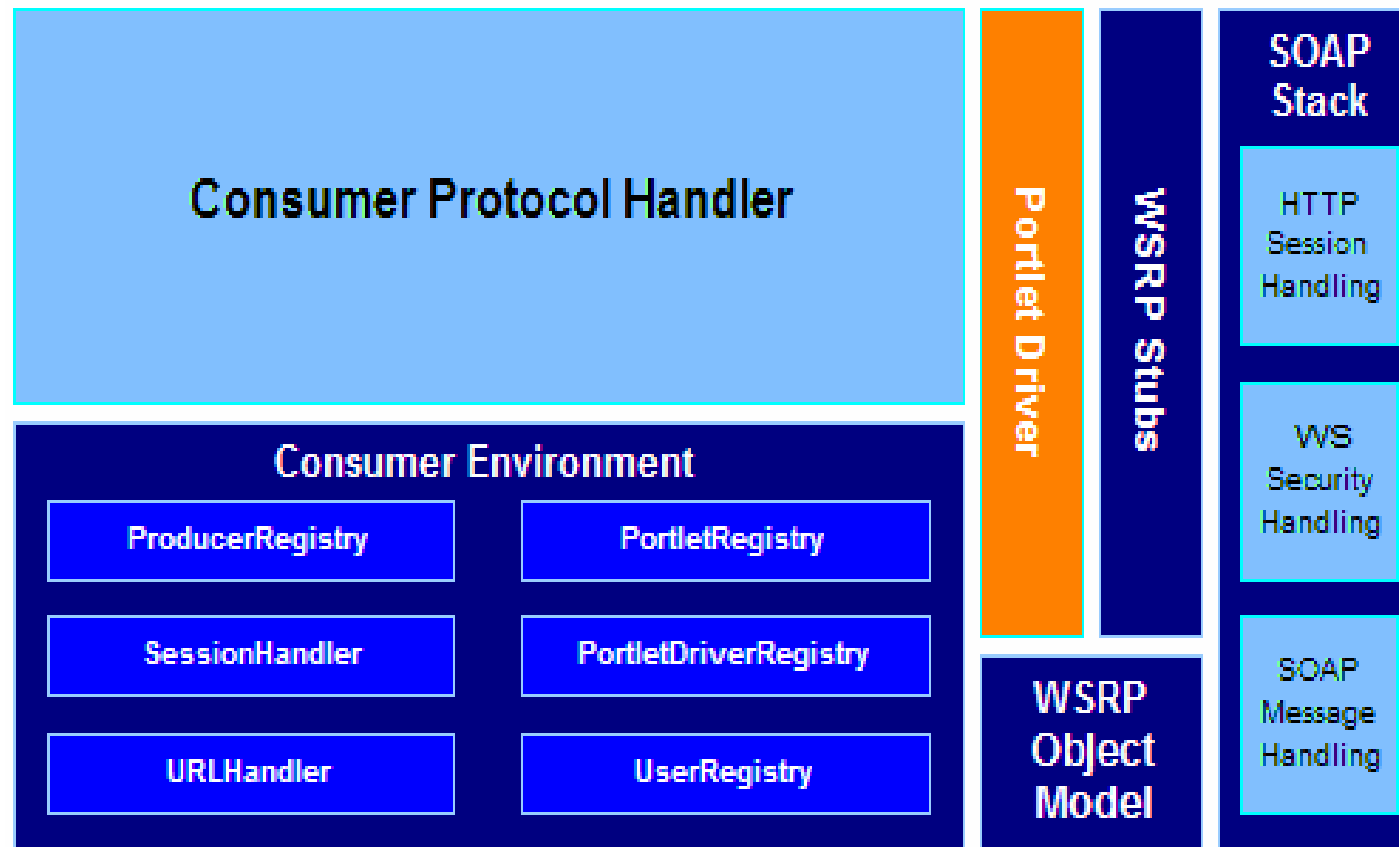 Consumer Protocol Handler
Consumer Environment
ProducerRegistry
PortletRegistry
SessionHandler
PortletDriverRegistry
URLHandler
UserRegistry
Portlet Driver
WSRP Stubs
WSRP
Object
Model
SOAP
Stack
HTTP
Session
Handling
WS
Security
Handling
SOAP
Message
Handling